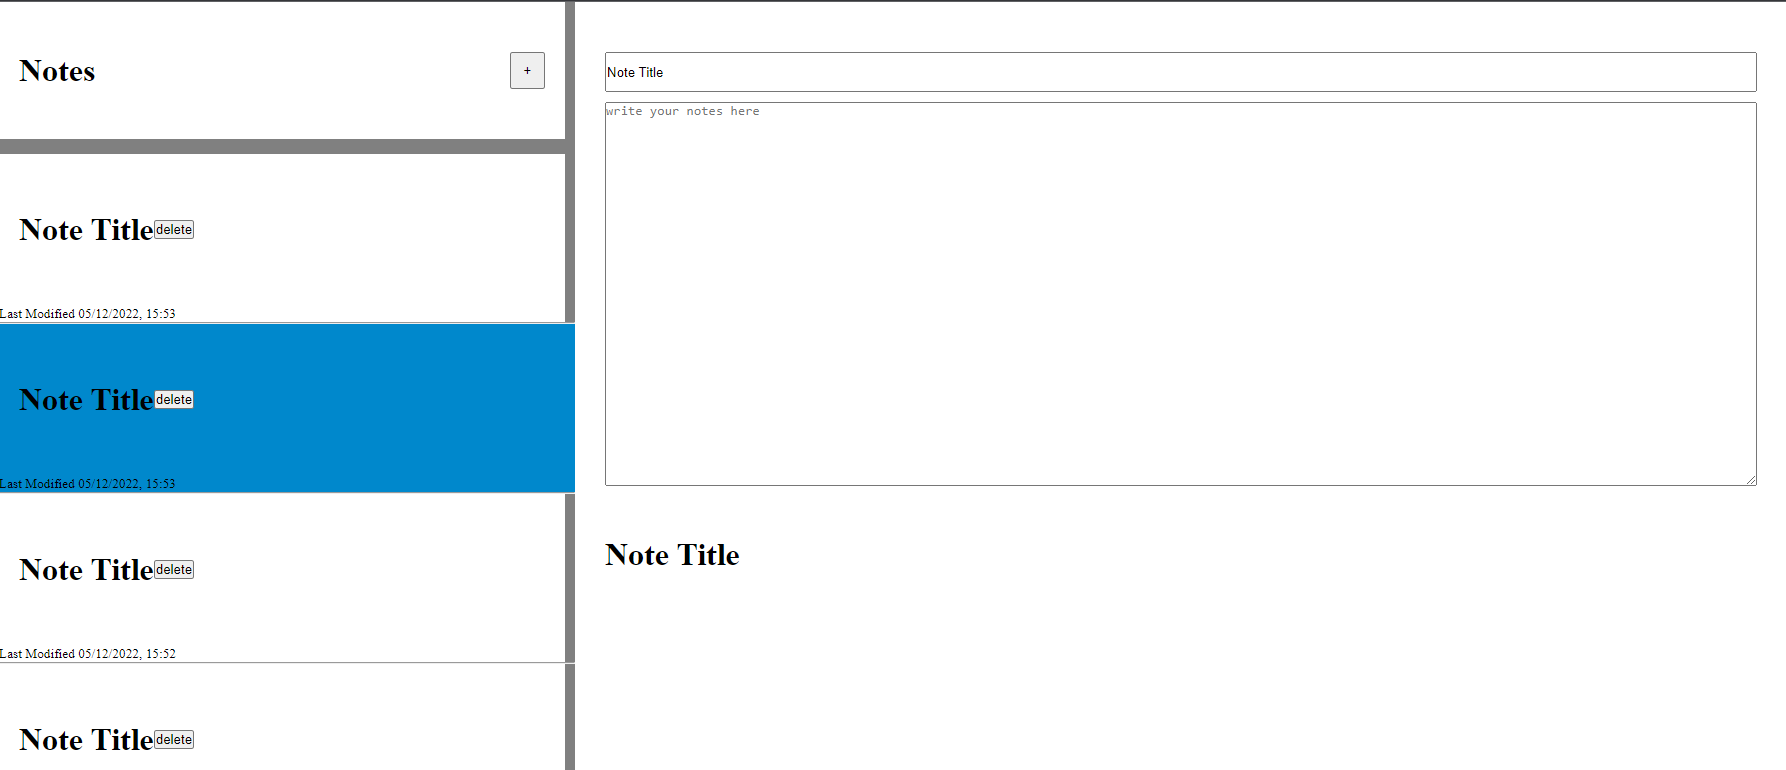 Notes
+
Note Title delete
Last Modified 05/12/2022, 15:53
Note Title delete
Last Modified 05/12/2022, 15:53
Note Title delete
Last Modified 05/12/2022, 15:52
Note Title delete
Note Title
write your notes here
Note Title